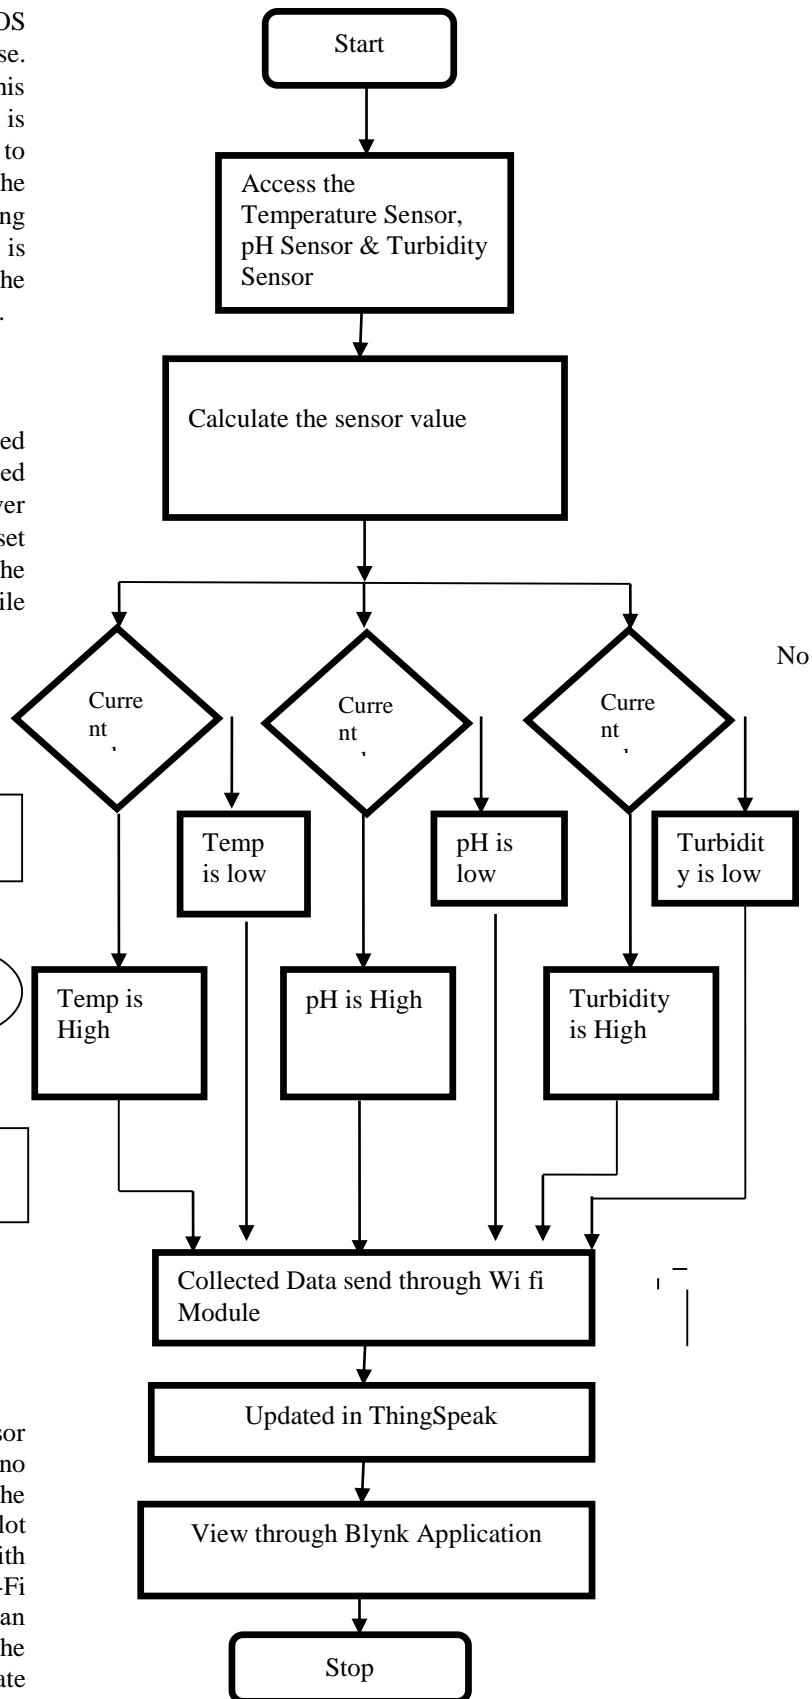 OS
se.
his
is
to
he
ng
is
he
.
ed
ed
ver
set
he
ile
Start
Access the
Temperature Sensor,
pH Sensor & Turbidity
Sensor
Calculate the sensor value
No
Curre
nt
Curre
nt
Curre
nt
Temp
is low
pH is
low
Turbidit
y is low
Temp is
High
pH is High
Turbidity
is High
Collected Data send through Wi fi
Module
Updated in ThingSpeak
View through Blynk Application
Stop
sor
no
he
lot
ith
-Fi
an
he
ate